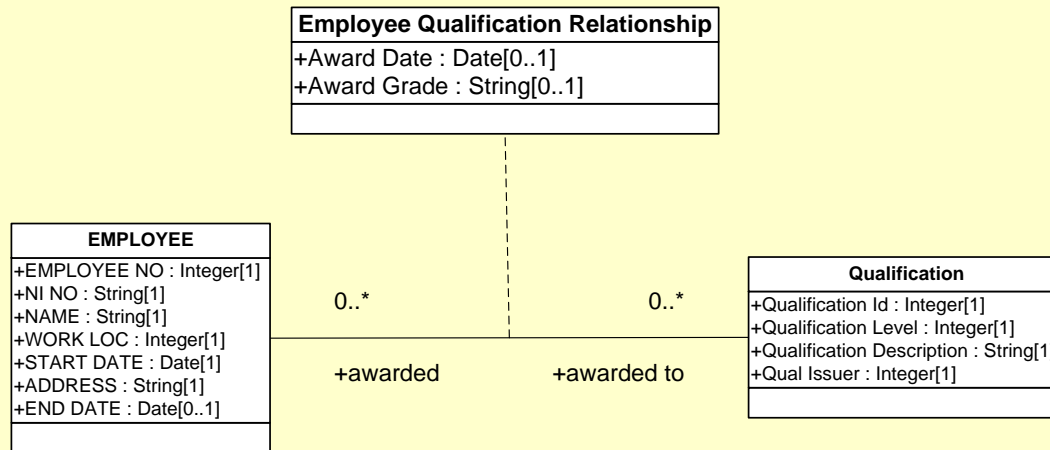 Employee Qualification Relationship
+Award Date : Date[0..1]
+Award Grade : String[0..1]
EMPLOYEE
+EMPLOYEE NO : Integer[1]
+NI NO : String[1]
+NAME : String[1]
+WORK LOC : Integer[1]
+START DATE : Date[1]
+ADDRESS : String[1]
+END DATE : Date[0..1]
0..*
0..*
+awarded
+awarded to
Qualification
+Qualification Id : Integer[1]
+Qualification Level : Integer[1]
+Qualification Description : String[1
+Qual Issuer : Integer[1]